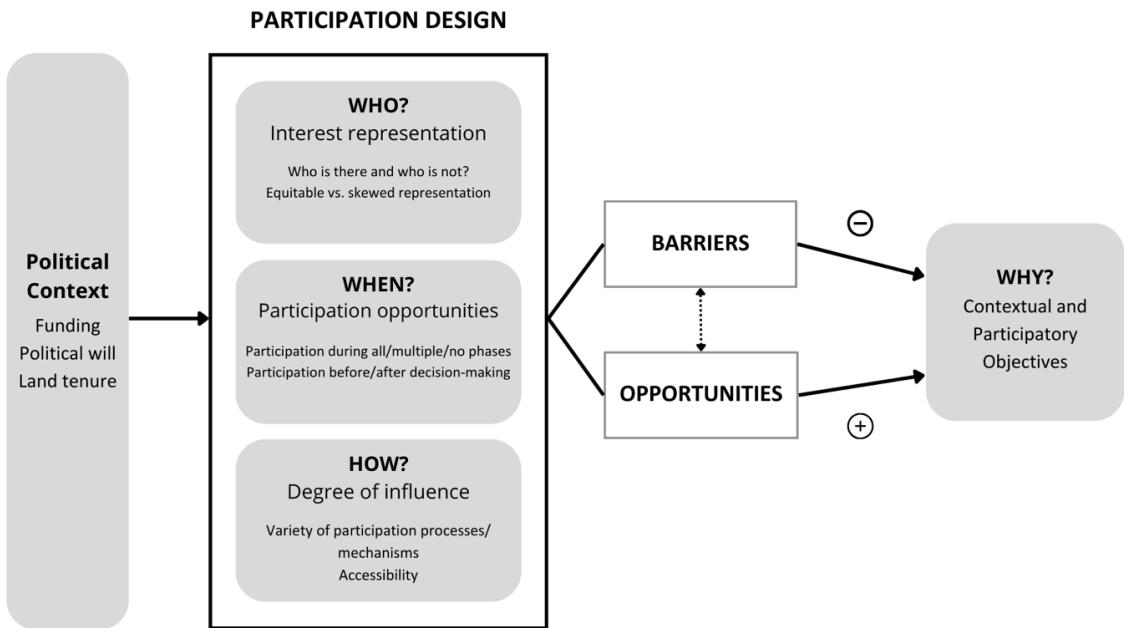 PARTICIPATION DESIGN
Political
Context
Funding
Political will
Land tenure
WHO?
Interest representation
Who is there and who is not?
Equitable vs. skewed representation
WHEN?
Participation opportunities
Participation during all/multiple/no phases
Participation before/after decision-making
HOW?
Degree of influence
Variety of participation processes/
mechanisms
Accessibility
BARRIERS
OPPORTUNITIES
−
+
WHY?
Contextual and
Participatory
Objectives